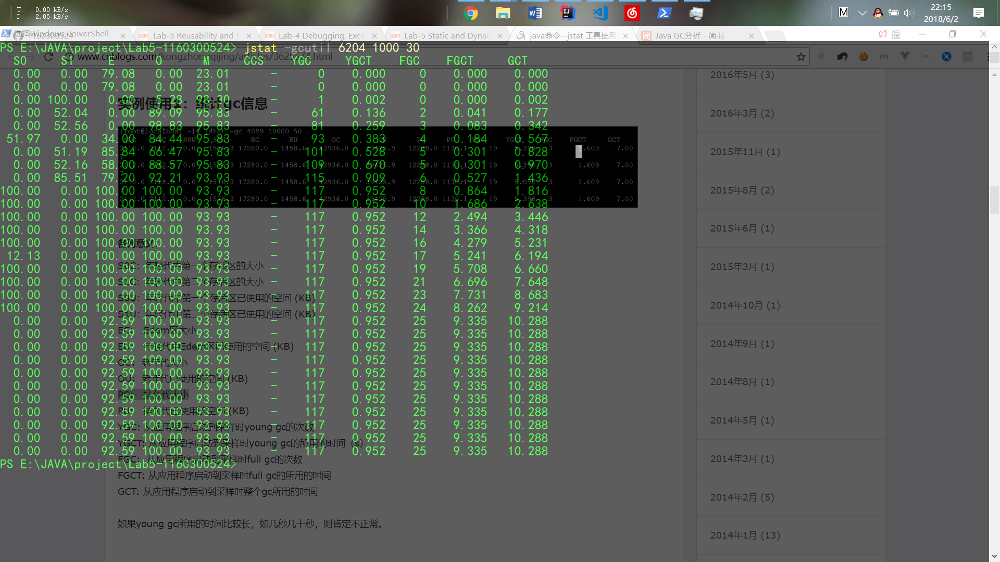 U: 0.00 kB/s
D: 2.05 kB/s
22:15
2018/6/2
选择Windows PowerShell
1160300524
Lab-3 Reusability and
Lab-4 Debugging, Exce
Lab-5 Static and Dynam
java命令--jstat 工具使用
Java GC分析 - 简书
www.cnblogs.com/kongzhongqijing/articles/3625574.html
PS E:\JAVA\project\Lab5-1160300524> jstat -gcutil 6204 1000 30
S0 S1 E O M CCS YGC YGCT FGC FGCT GCT
0.00 0.00 79.08 0.00 23.01 - 0 0.000 0 0.000 0.000
0.00 0.00 79.08 0.00 23.01 - 0 0.000 0 0.000 0.000
0.00 100.00 0.00 5.28 98.30 - 1 0.002 0 0.000 0.002
0.00 52.04 0.00 89.09 95.83 - 61 0.136 2 0.041 0.177
0.00 52.56 0.00 98.83 95.83 - 81 0.259 3 0.083 0.342
51.97 0.00 34.00 84.44 95.83 - 93 0.383 4 0.184 0.567
0.00 51.19 85.84 66.47 95.83 - 101 0.528 5 0.301 0.828
0.00 52.16 58.00 88.57 95.83 - 109 0.670 5 0.301 0.970
0.00 85.51 79.20 92.21 93.93 - 115 0.909 6 0.527 1.436
100.00 0.00 100.00 100.00 93.93 - 117 0.952 8 0.864 1.816
100.00 0.00 100.00 100.00 93.93 - 117 0.952 10 1.686 2.638
100.00 0.00 100.00 100.00 93.93 - 117 0.952 12 2.494 3.446
100.00 0.00 100.00 100.00 93.93 - 117 0.952 14 3.366 4.318
100.00 0.00 100.00 100.00 93.93 - 117 0.952 16 4.279 5.231
12.13 0.00 100.00 100.00 93.93 - 117 0.952 17 5.241 6.194
100.00 0.00 100.00 100.00 93.93 - 117 0.952 19 5.708 6.660
100.00 0.00 100.00 100.00 93.93 - 117 0.952 21 6.696 7.648
100.00 0.00 100.00 100.00 93.93 - 117 0.952 23 7.731 8.683
100.00 0.00 100.00 100.00 93.93 - 117 0.952 24 8.262 9.214
0.00 0.00 92.59 100.00 93.93 - 117 0.952 25 9.335 10.288
0.00 0.00 92.59 100.00 93.93 - 117 0.952 25 9.335 10.288
0.00 0.00 92.59 100.00 93.93 - 117 0.952 25 9.335 10.288
0.00 0.00 92.59 100.00 93.93 - 117 0.952 25 9.335 10.288
0.00 0.00 92.59 100.00 93.93 - 117 0.952 25 9.335 10.288
0.00 0.00 92.59 100.00 93.93 - 117 0.952 25 9.335 10.288
0.00 0.00 92.59 100.00 93.93 - 117 0.952 25 9.335 10.288
0.00 0.00 92.59 100.00 93.93 - 117 0.952 25 9.335 10.288
0.00 0.00 92.59 100.00 93.93 - 117 0.952 25 9.335 10.288
0.00 0.00 92.59 100.00 93.93 - 117 0.952 25 9.335 10.288
0.00 0.00 92.59 100.00 93.93 - 117 0.952 25 9.335 10.288
PS E:\JAVA\project\Lab5-1160300524>
实例使用1：统计gc信息
[root@localhost ~]# jstat -gc 4089 10000 50
各列意义：
S0C：年轻代中第一个存活区的大小
S1C：年轻代中第二个存活区的大小
S0U：年轻代中第一个存活区已使用的空间 (KB)
S1U：年轻代中第二个存活区已使用的空间 (KB)
EC： Edem区大小
EU： 年轻代中Edem区已使用的空间 (KB)
OC：老年代大小
OU：老年代已使用的空间 (KB)
PC： 持久代大小
PU： 持久代已使用的空间 (KB)
YGC：从应用程序启动到采样时young gc的次数
YGCT: 从应用程序启动到采样时young gc的所用的时间（s）
FGC： 从应用程序启动到采样时full gc的次数
FGCT: 从应用程序启动到采样时full gc的所用的时间
GCT: 从应用程序启动到采样时整个gc所用的时间
如果young gc所用的时间比较长，如几秒几十秒，则肯定不正常。
2016年5月 (3)
2016年3月 (2)
2015年11月 (1)
2015年8月 (2)
2015年6月 (1)
2015年3月 (1)
2014年10月 (1)
2014年9月 (1)
2014年8月 (1)
2014年5月 (1)
2014年3月 (1)
2014年2月 (5)
2014年1月 (13)